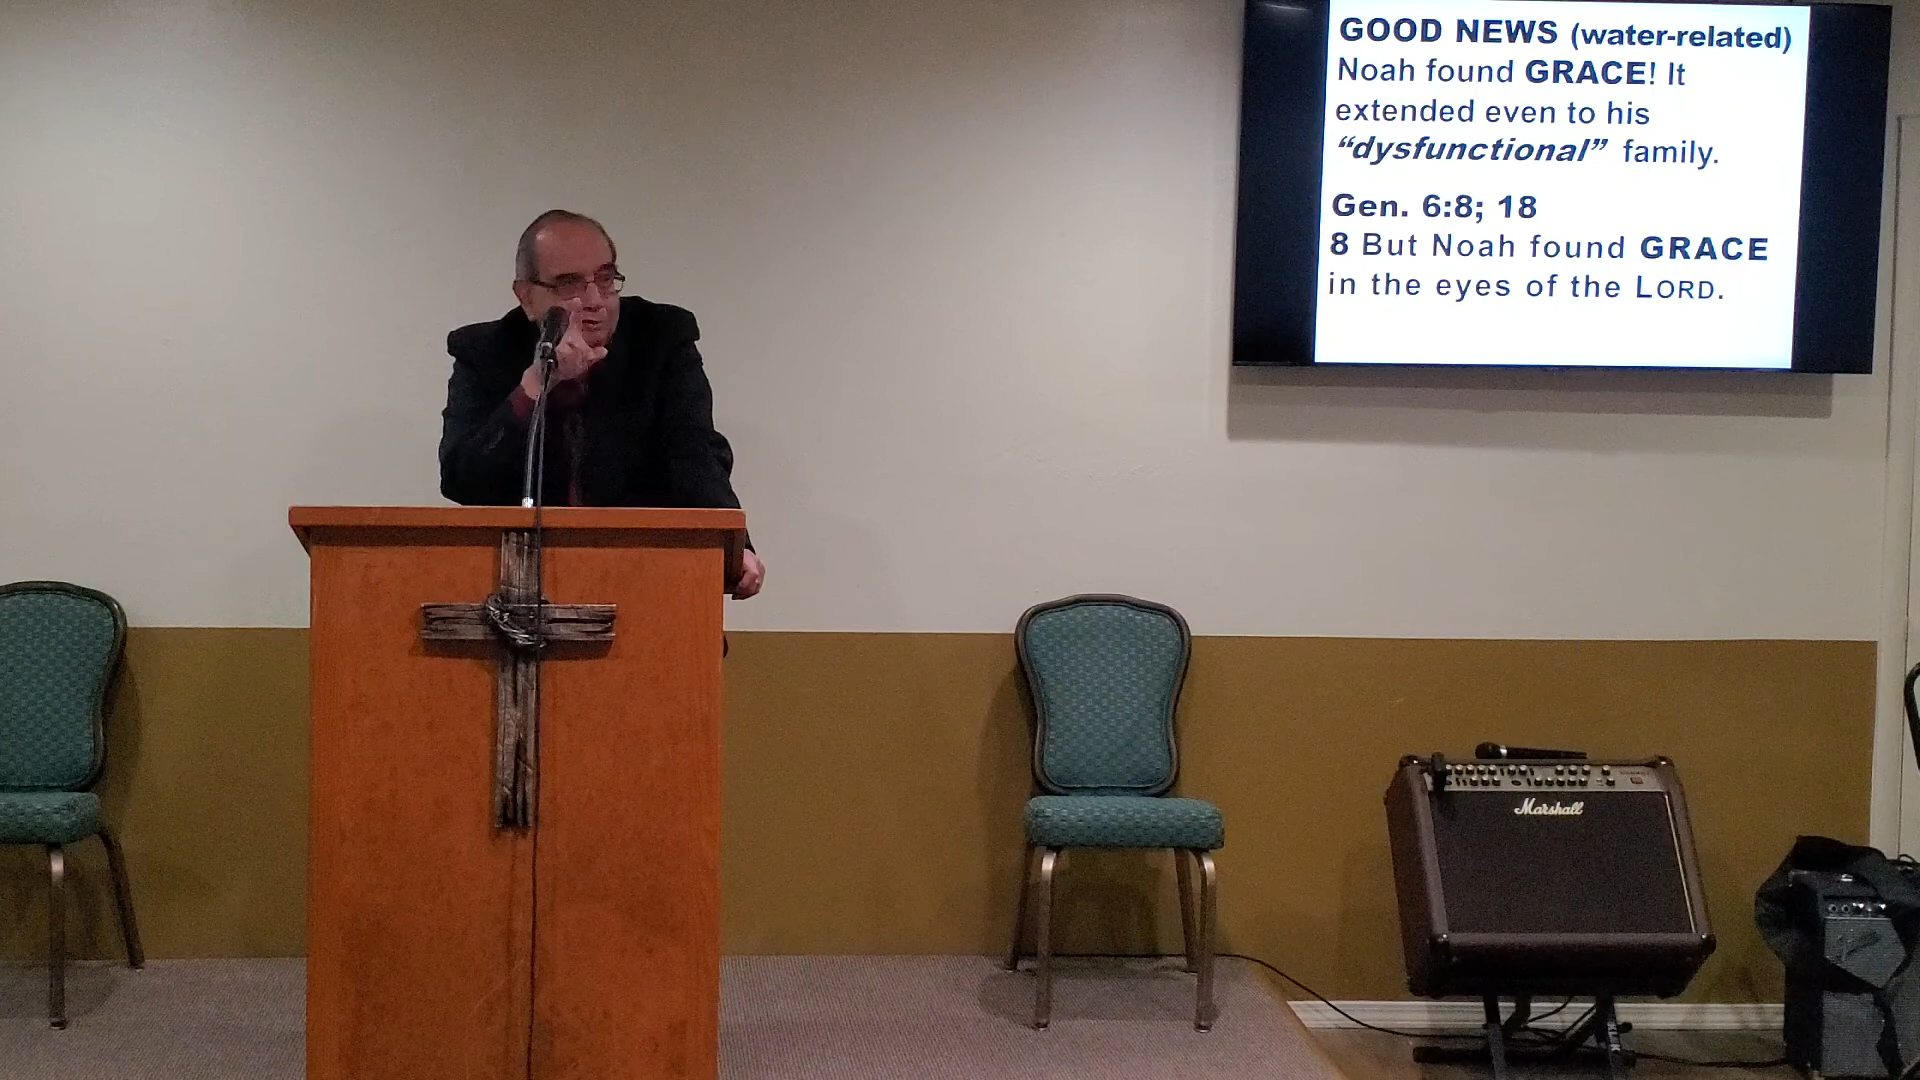 GOOD NEWS (water-related)
Noah found GRACE! It
extended even to his
“dysfunctional” family.
Gen. 6:8; 18
8 But Noah found GRACE
in the eyes of the LORD.
Marshall